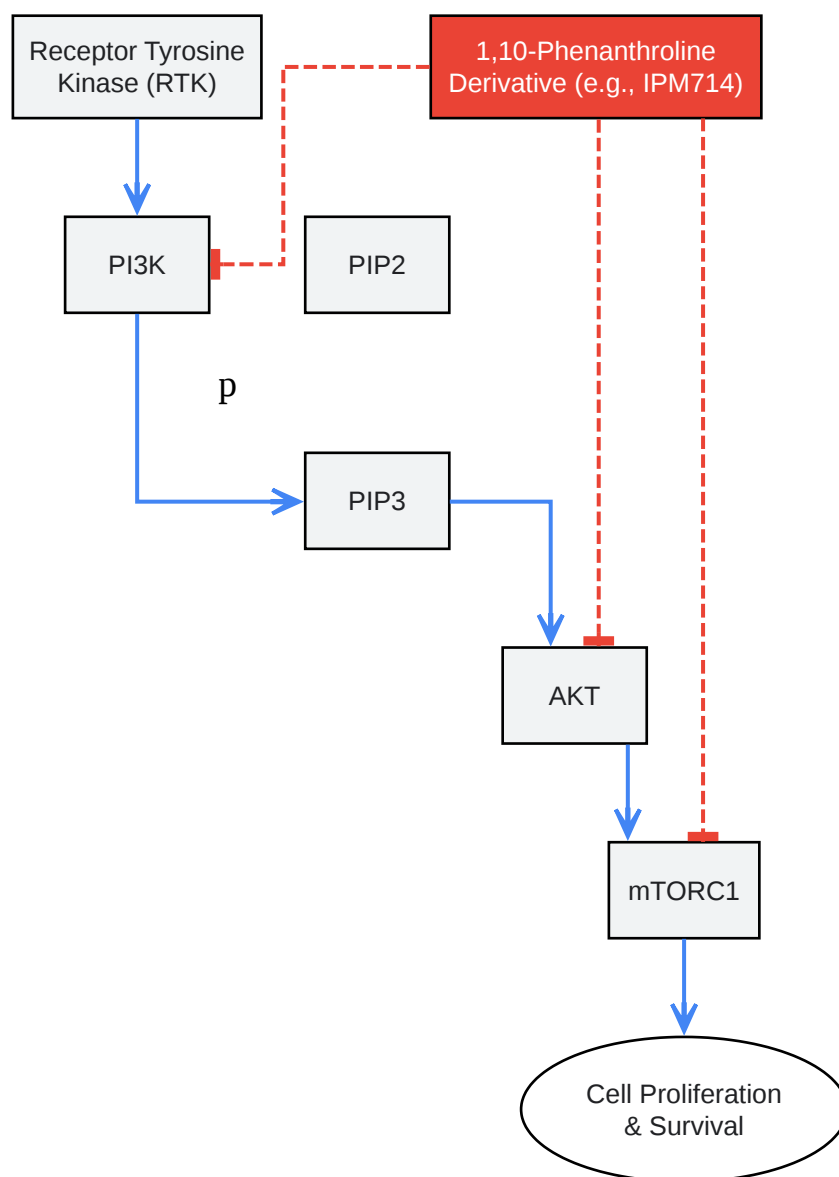 Receptor Tyrosine
Kinase (RTK)
1,10-Phenanthroline
Derivative (e.g., IPM714)
PI3K
PIP2
p
PIP3
AKT
mTORC1
Cell Proliferation
& Survival